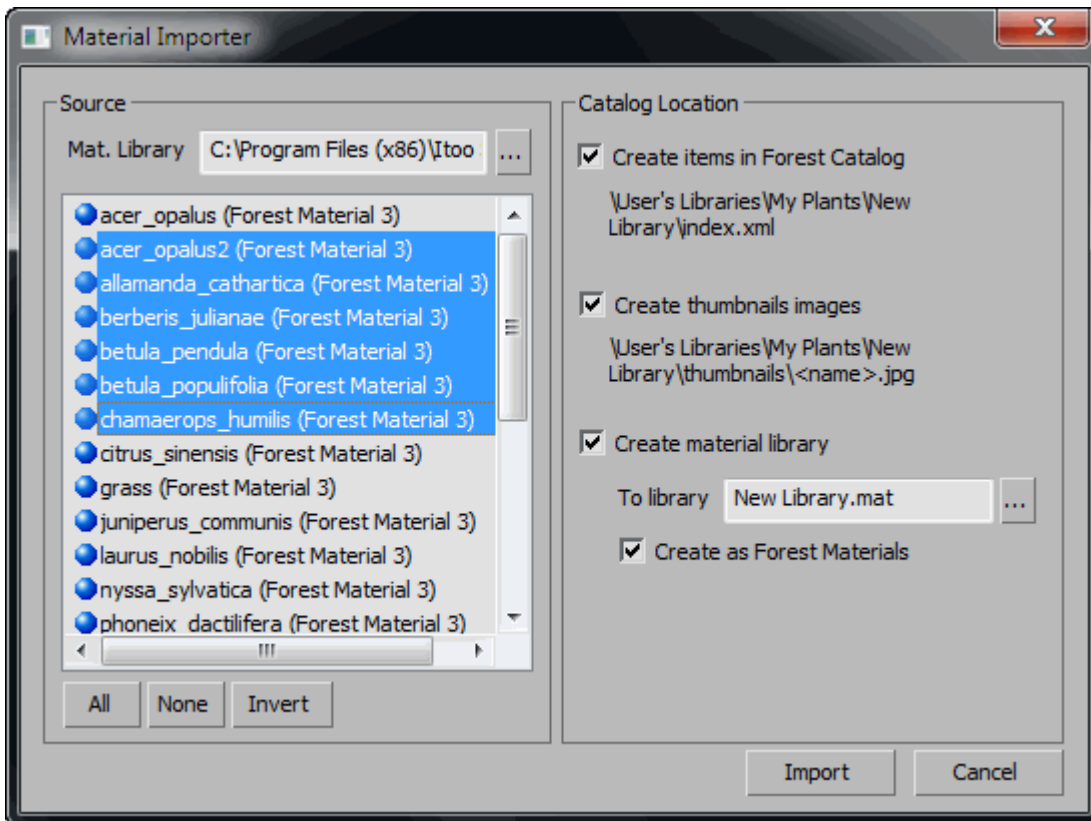 Material Importer
Source
Mat. Library C:\Program Files (x86)\Itoo
...
acer_opalus (Forest Material 3)
acer_opalus2 (Forest Material 3)
allamanda_cathartica (Forest Material 3)
berberis_julianae (Forest Material 3)
betula_pendula (Forest Material 3)
betula_populifolia (Forest Material 3)
chamaerops_humilis (Forest Material 3)
citrus_sinensis (Forest Material 3)
grass (Forest Material 3)
juniperus_communis (Forest Material 3)
laurus_nobilis (Forest Material 3)
nyssa_sylvatica (Forest Material 3)
phoneix_dactilifera (Forest Material 3)
All None Invert
Catalog Location
Create items in Forest Catalog
\User's Libraries\My Plants\New
Library\index.xml
Create thumbnails images
\User's Libraries\My Plants\New
Library\thumbnails\<name>.jpg
Create material library
To library New Library.mat ...
Create as Forest Materials
Import Cancel